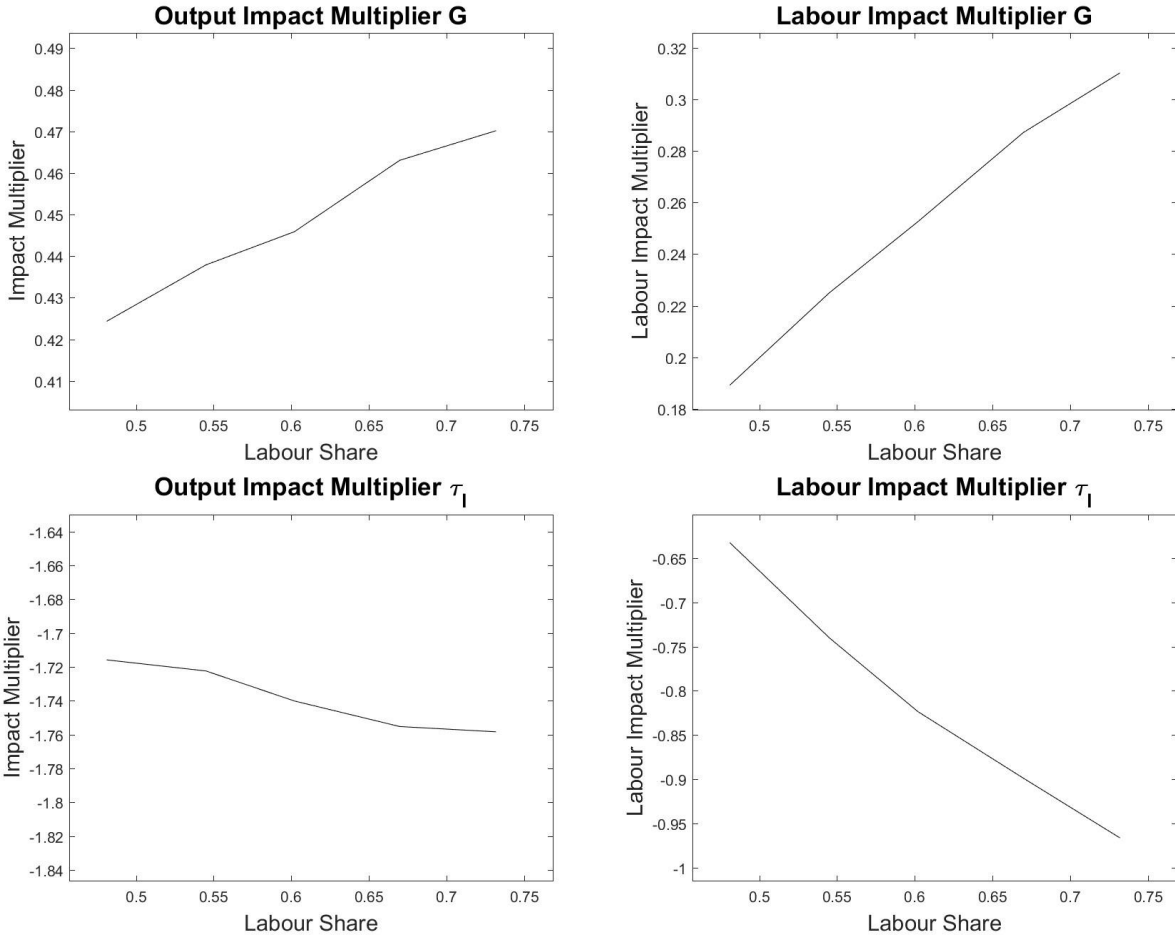 Output Impact Multiplier G
Impact Multiplier
0.49
0.48
0.47
0.46
0.45
0.44
0.43
0.42
0.41
0.5 0.55 0.6 0.65 0.7 0.75
Labour Share
Labour Impact Multiplier G
Labour Impact Multiplier
0.32
0.3
0.28
0.26
0.24
0.22
0.2
0.18
0.5 0.55 0.6 0.65 0.7 0.75
Labour Share
Output Impact Multiplier τ_l
Impact Multiplier
-1.64
-1.66
-1.68
-1.7
-1.72
-1.74
-1.76
-1.78
-1.8
-1.82
-1.84
0.5 0.55 0.6 0.65 0.7 0.75
Labour Share
Labour Impact Multiplier τ_l
Labour Impact Multiplier
-0.65
-0.7
-0.75
-0.8
-0.85
-0.9
-0.95
-1
0.5 0.55 0.6 0.65 0.7 0.75
Labour Share